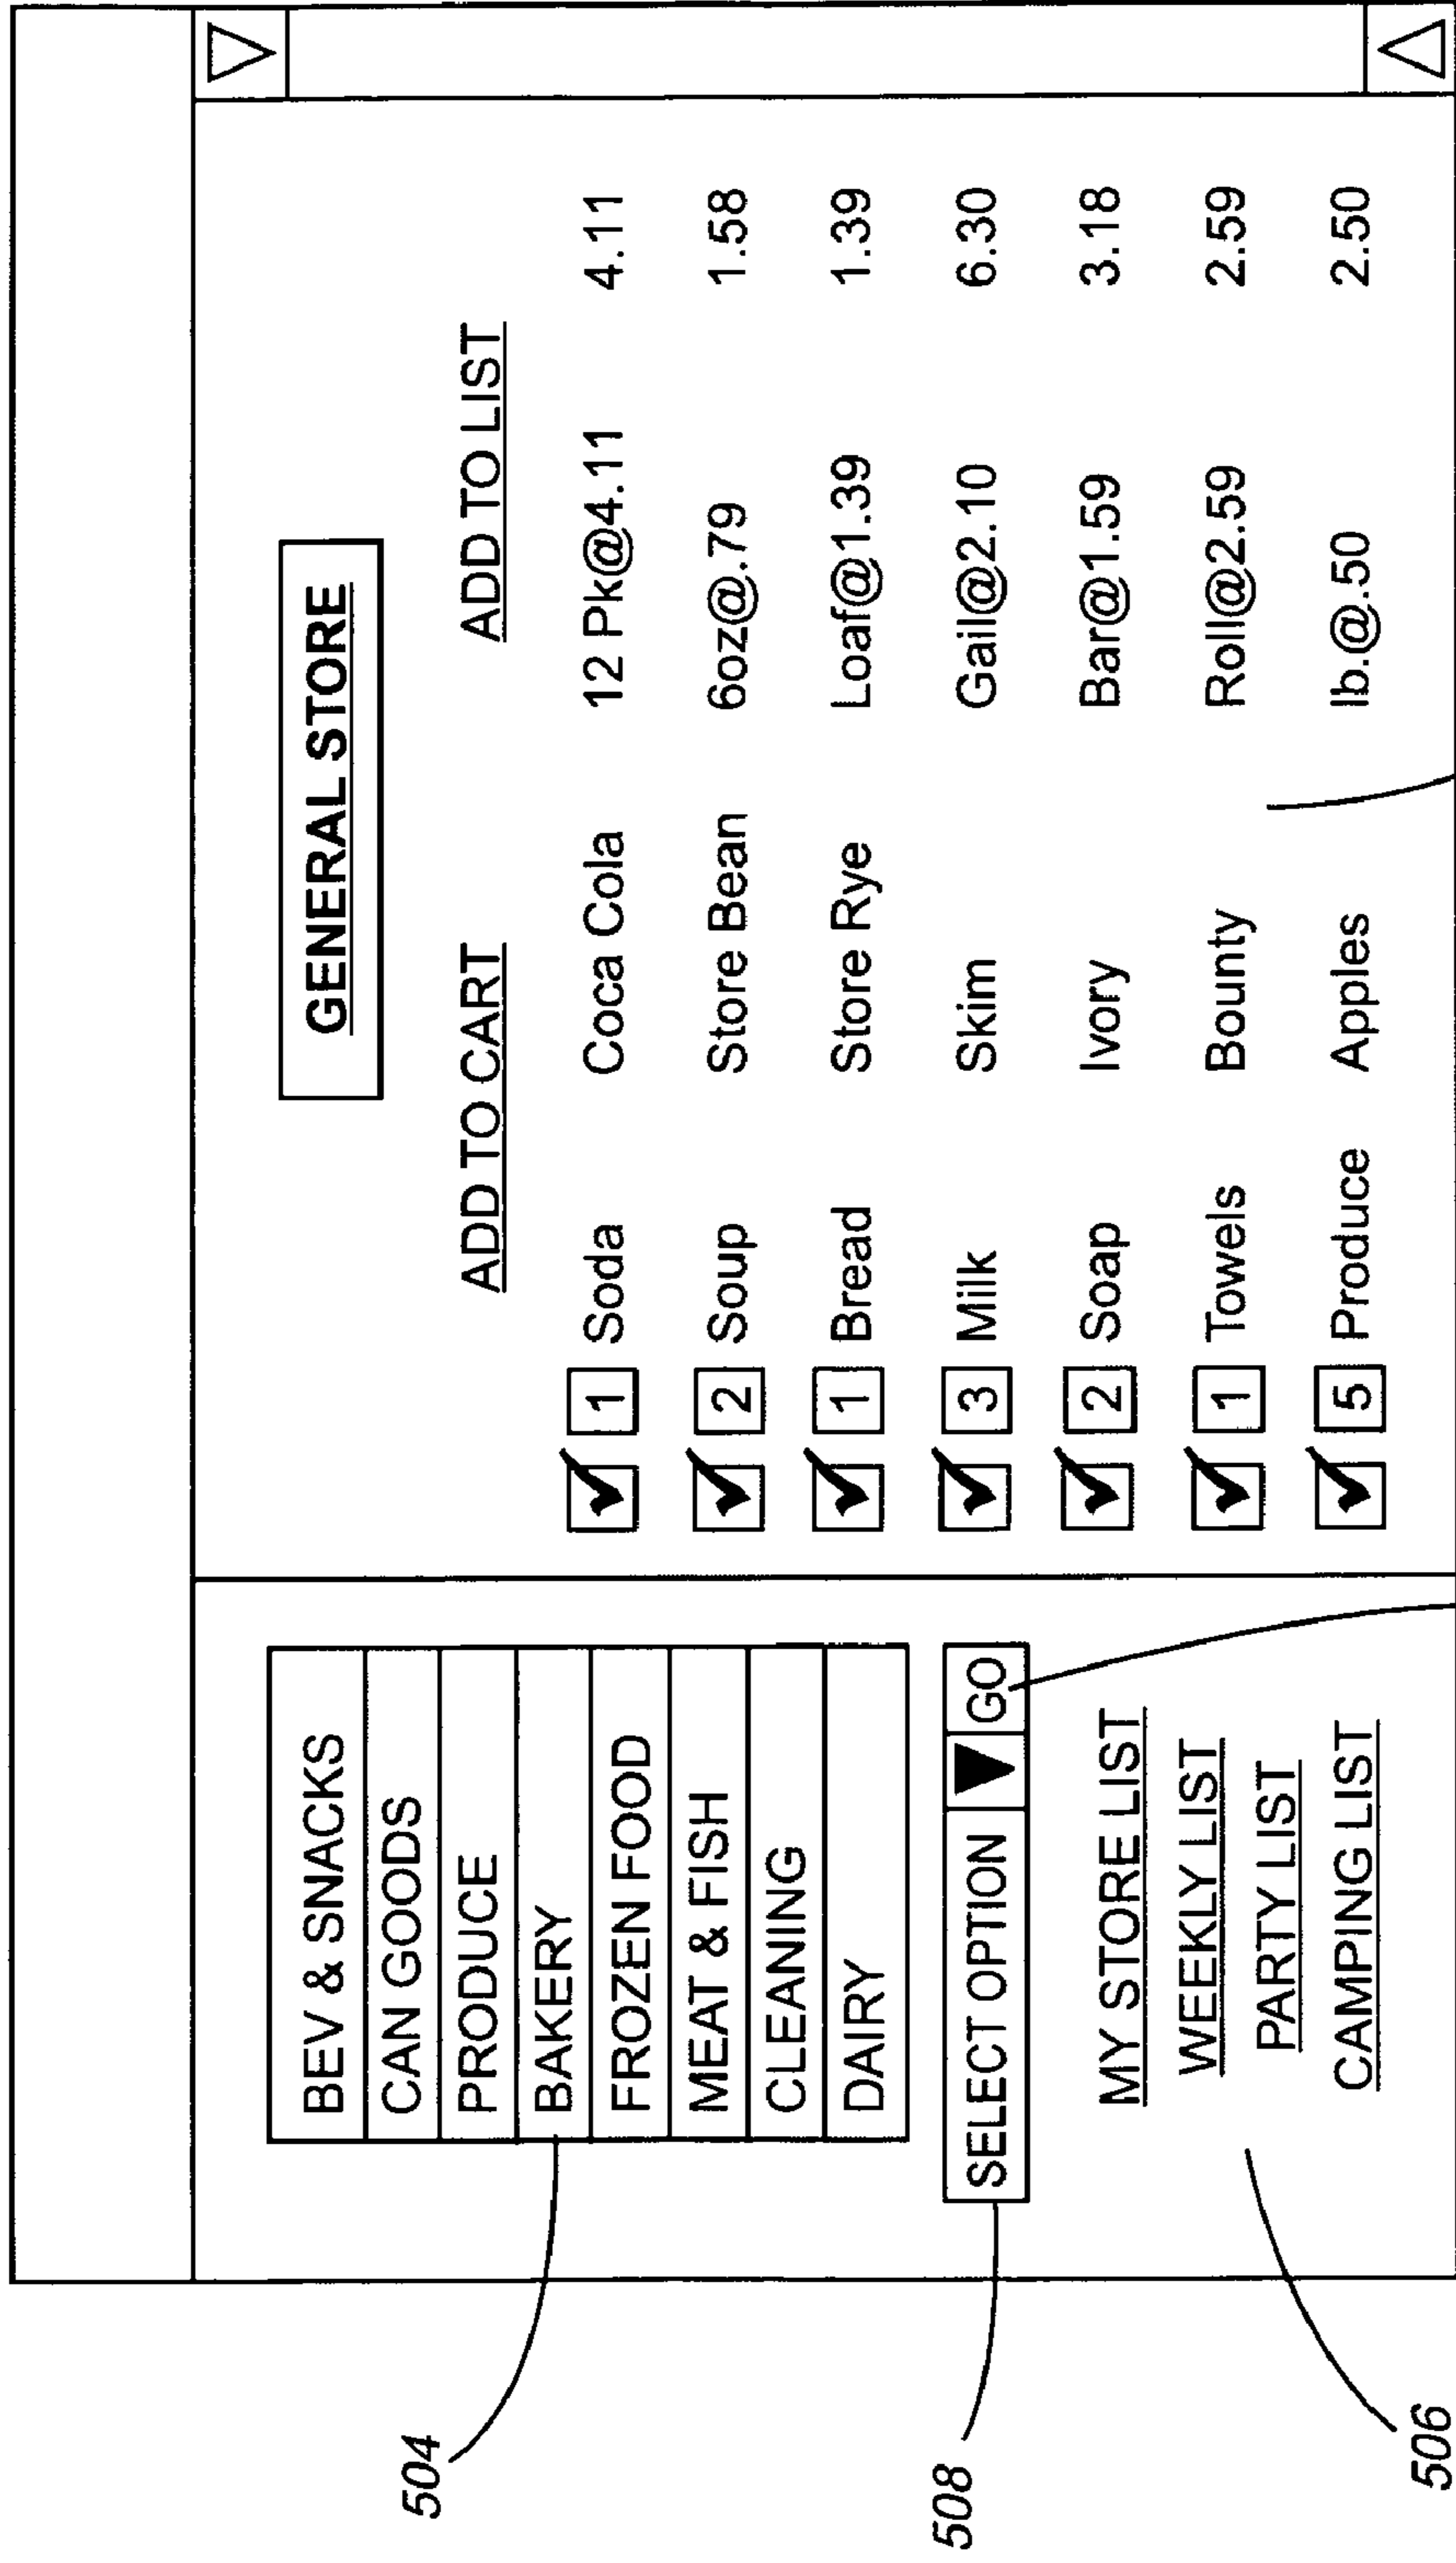 GENERAL STORE
ADD TO CART ADD TO LIST
1 Soda Coca Cola 12 Pk@4.11 4.11
2 Soup Store Bean 6oz@.79 1.58
1 Bread Store Rye Loaf@1.39 1.39
3 Milk Skim Gail@2.10 6.30
2 Soap Ivory Bar@1.59 3.18
1 Towels Bounty Roll@2.59 2.59
5 Produce Apples lb.@.50 2.50
BEV & SNACKS
CAN GOODS
PRODUCE
BAKERY
FROZEN FOOD
MEAT & FISH
CLEANING
DAIRY
SELECT OPTION GO
MY STORE LIST
WEEKLY LIST
PARTY LIST
CAMPING LIST
504
508
506